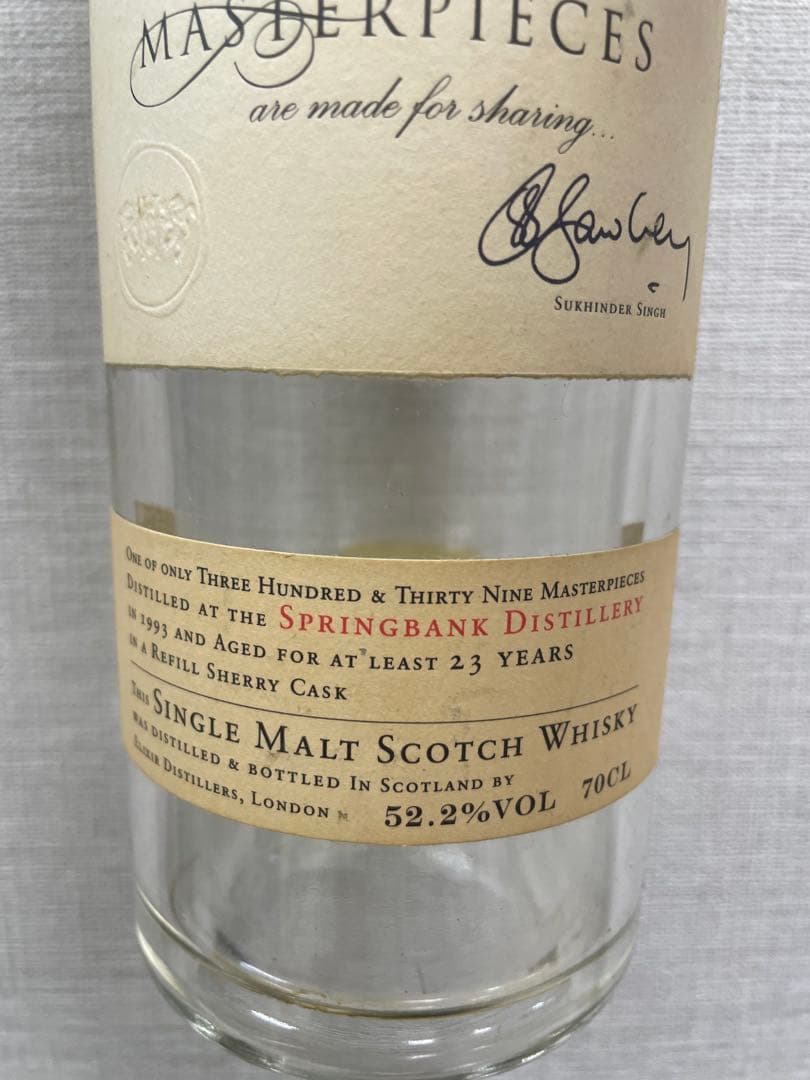 MASTERPIECES
are made for sharing...
SUKHINDER SINGH
ONE OF ONLY THREE HUNDRED & THIRTY NINE MASTERPIECES
DISTILLED AT THE SPRINGBANK DISTILLERY
IN 1993 AND AGED FOR AT LEAST 23 YEARS
IN A REFILL SHERRY CASK
THIS SINGLE MALT SCOTCH WHISKY
WAS DISTILLED & BOTTLED IN SCOTLAND BY
ELIXIR DISTILLERS, LONDON 52.2%VOL 70CL